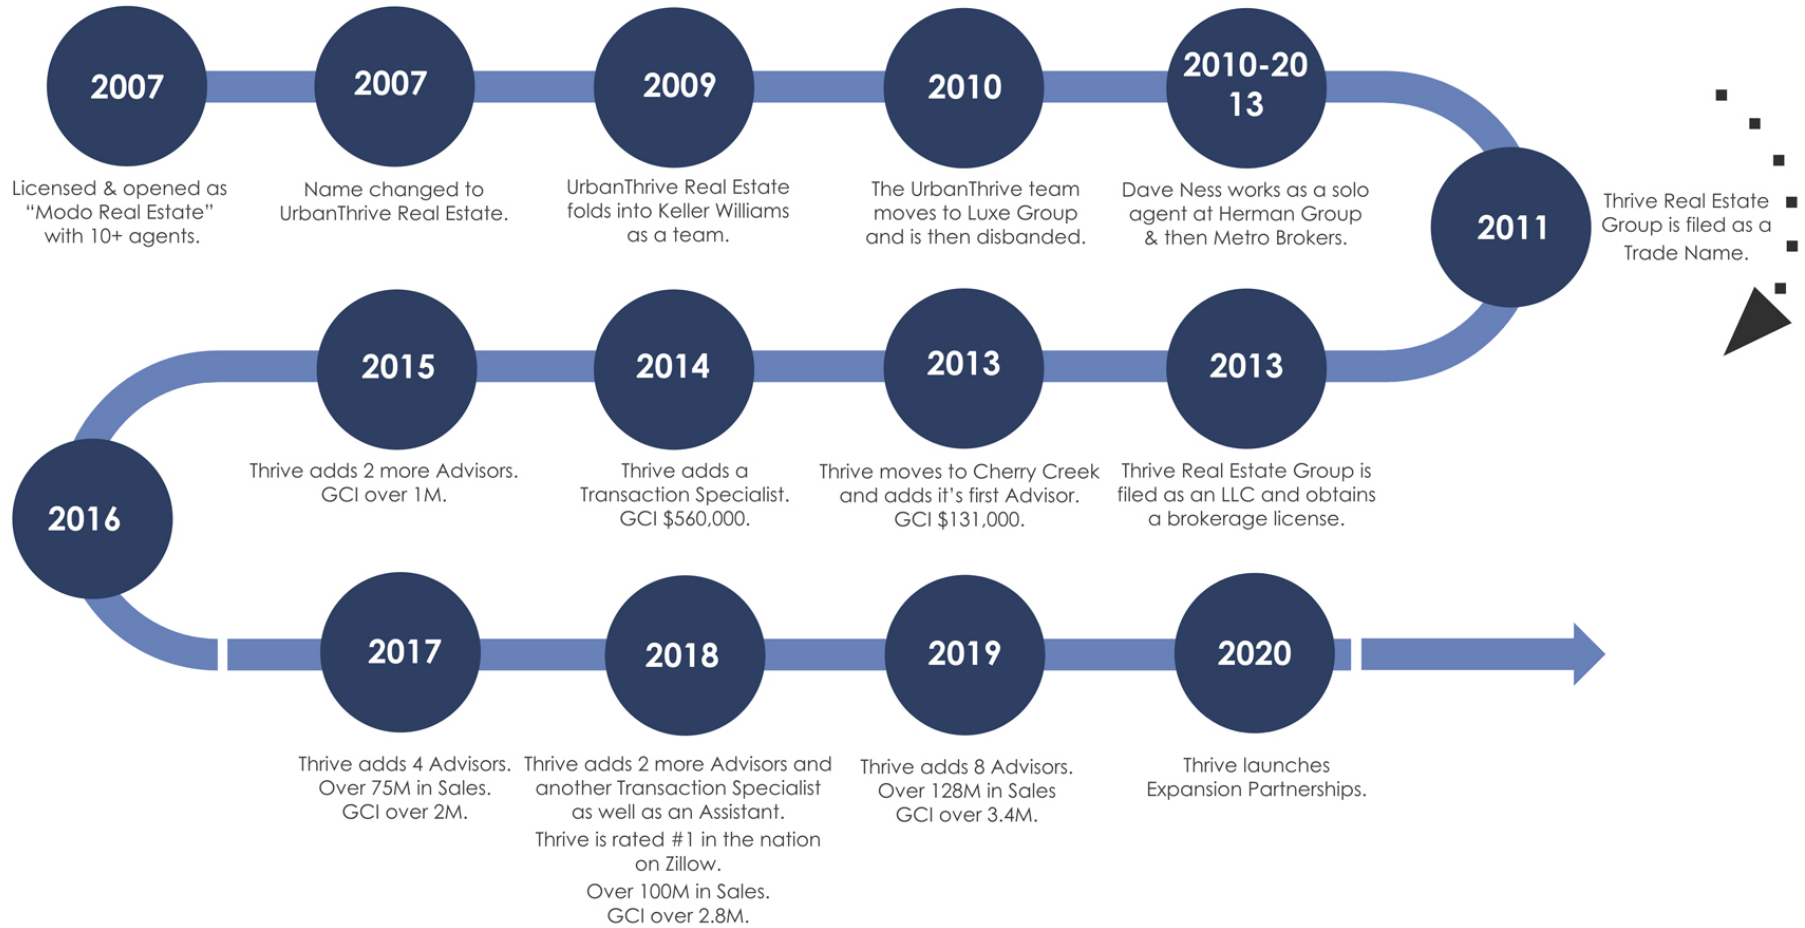 2007
Licensed & opened as
“Modo Real Estate”
with 10+ agents.
2007
Name changed to
UrbanThrive Real Estate.
2009
UrbanThrive Real Estate
folds into Keller Williams
as a team.
2010
The UrbanThrive team
moves to Luxe Group
and is then disbanded.
2010-20
13
Dave Ness works as a solo
agent at Herman Group
& then Metro Brokers.
2011
Thrive Real Estate
Group is filed as a
Trade Name.
2013
Thrive Real Estate Group is
filed as an LLC and obtains
a brokerage license.
2013
Thrive moves to Cherry Creek
and adds it’s first Advisor.
GCI $131,000.
2014
Thrive adds a
Transaction Specialist.
GCI $560,000.
2015
Thrive adds 2 more Advisors.
GCI over 1M.
2016
2017
Thrive adds 4 Advisors.
Over 75M in Sales.
GCI over 2M.
2018
Thrive adds 2 more Advisors and
another Transaction Specialist
as well as an Assistant.
Thrive is rated #1 in the nation
on Zillow.
Over 100M in Sales.
GCI over 2.8M.
2019
Thrive adds 8 Advisors.
Over 128M in Sales
GCI over 3.4M.
2020
Thrive launches
Expansion Partnerships.